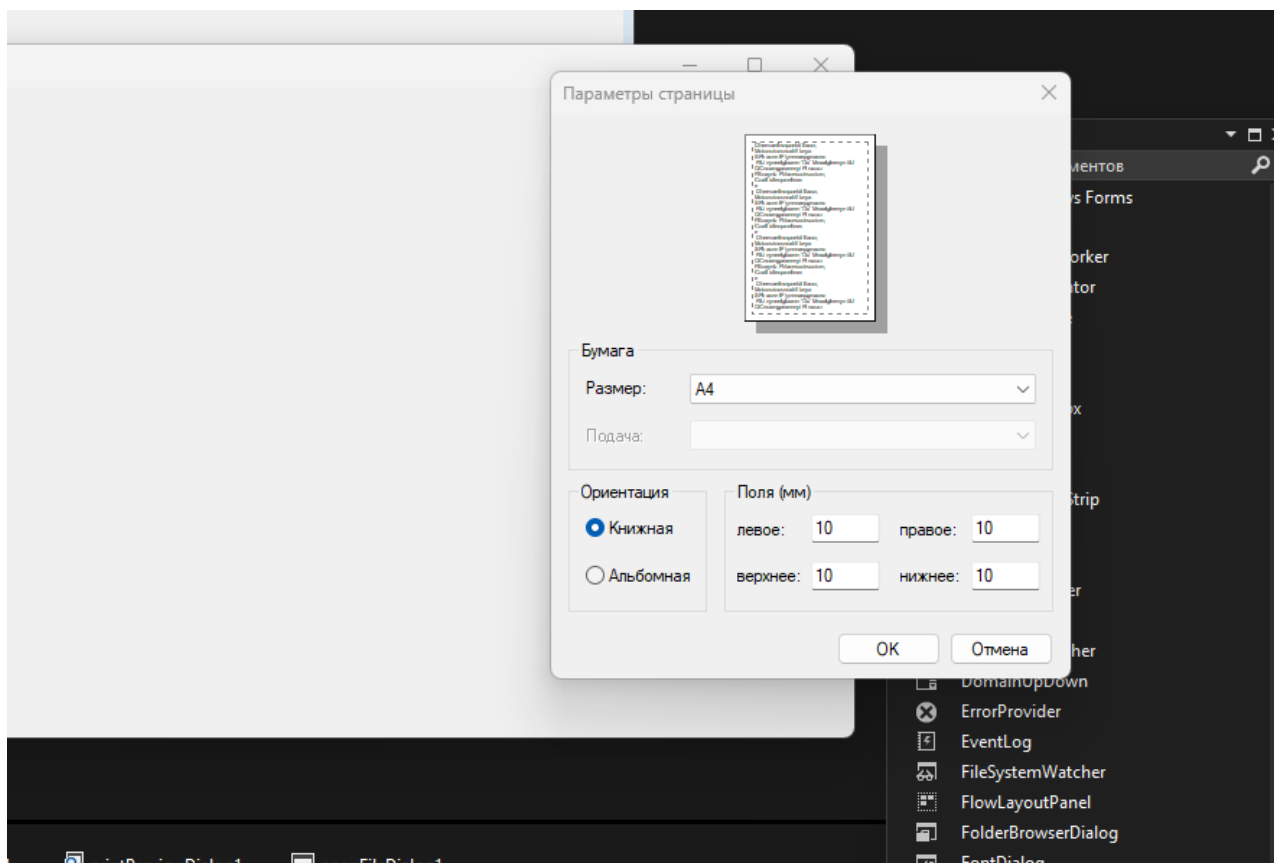 Параметры страницы
Бумага
Размер:
A4
Подача:
Ориентация
Книжная
Альбомная
Поля (мм)
левое: 10 правое: 10
верхнее: 10 нижнее: 10
OK Отмена
ментов
s Forms
orker
tor
x
trip
er
her
DomainUpDown
ErrorProvider
EventLog
FileSystemWatcher
FlowLayoutPanel
FolderBrowserDialog
FontDialog